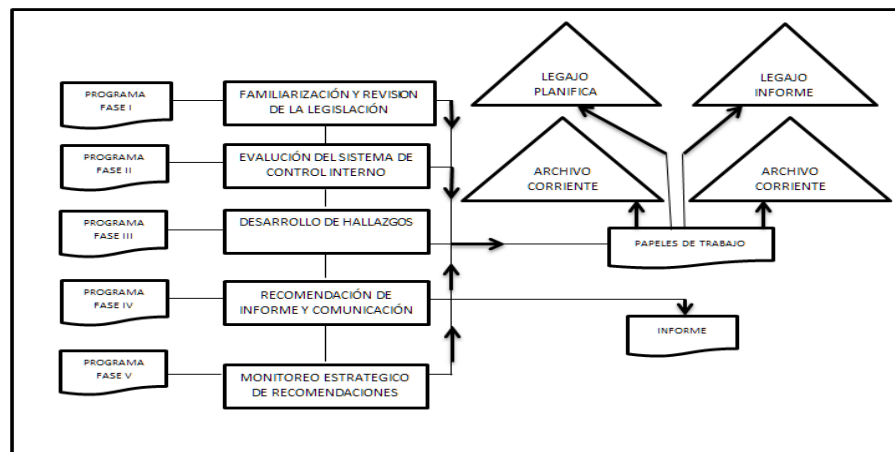 PROGRAMA
FASE I
FAMILIARIZACIÓN Y REVISION
DE LA LEGISLACIÓN
LEGAJO
PLANIFICA
LEGAJO
INFORME
PROGRAMA
FASE II
EVALUCIÓN DEL SISTEMA DE
CONTROL INTERNO
ARCHIVO
CORRIENTE
ARCHIVO
CORRIENTE
PROGRAMA
FASE III
DESARROLLO DE HALLAZGOS
PAPELES DE TRABAJO
PROGRAMA
FASE IV
RECOMENDACIÓN DE
INFORME Y COMUNICACIÓN
INFORME
PROGRAMA
FASE V
MONITOREO ESTRATEGICO
DE RECOMENDACIONES